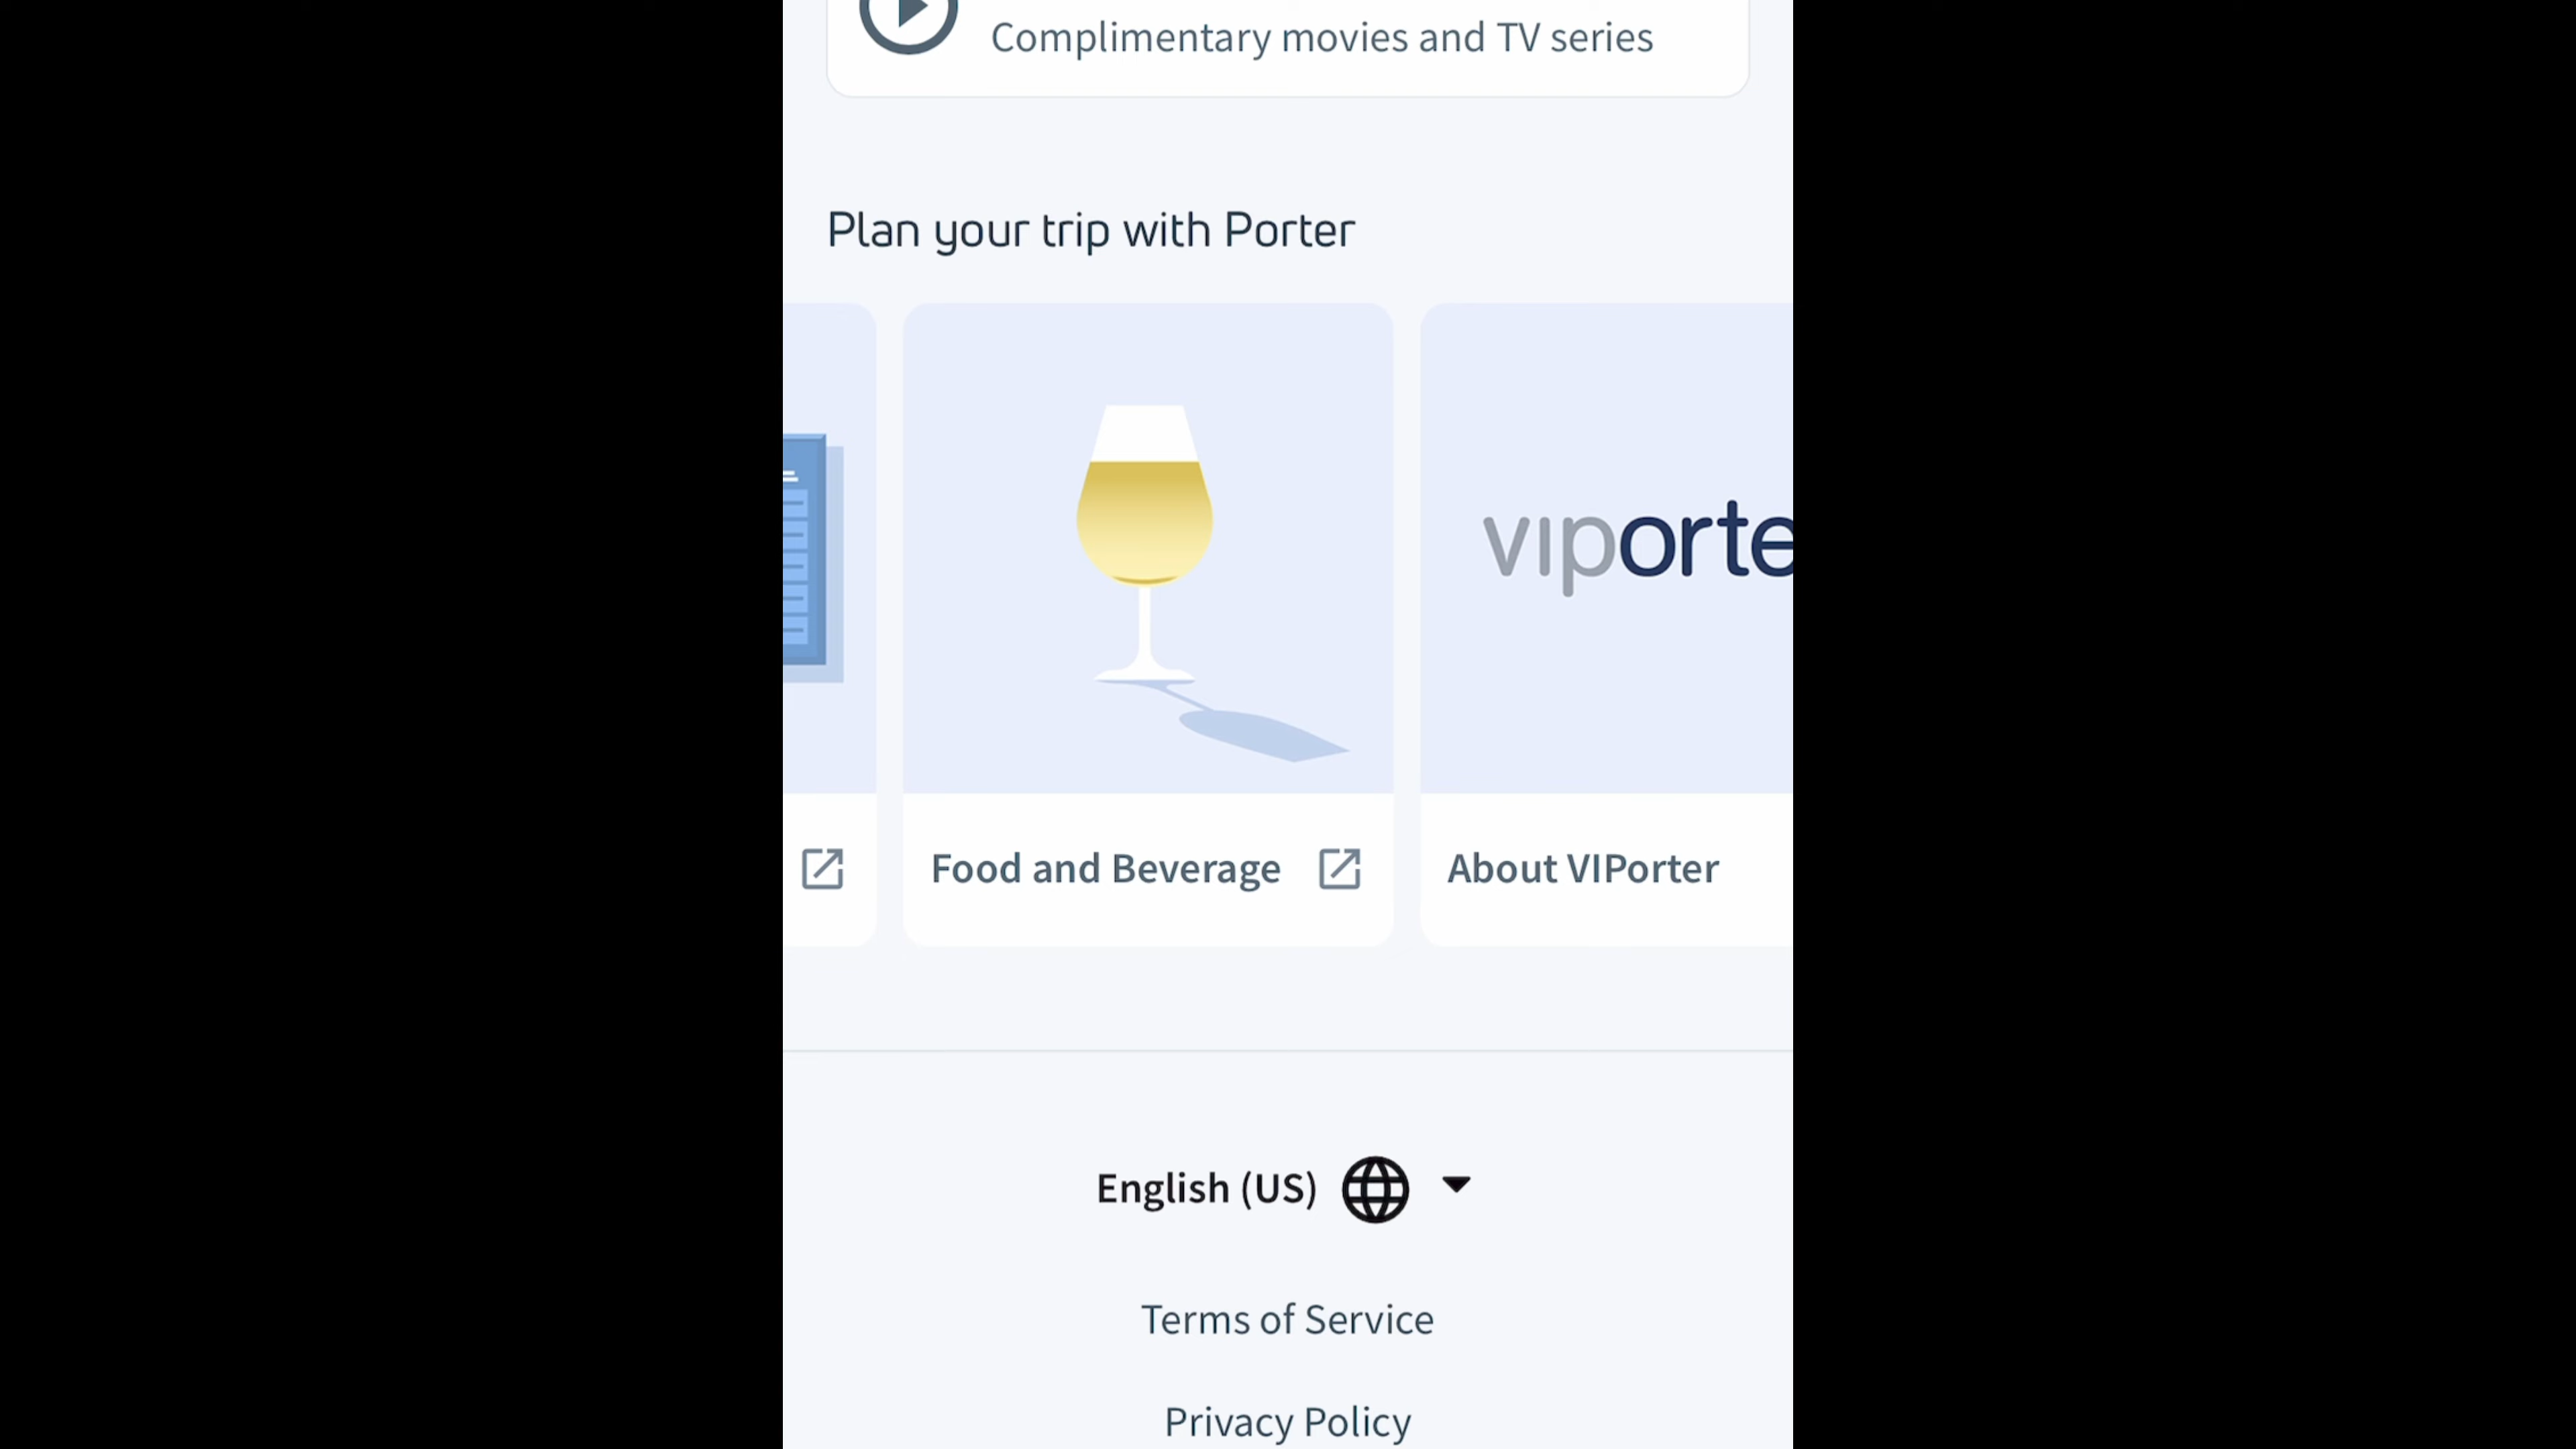 Complimentary movies and TV series
Plan your trip with Porter
viporte
Food and Beverage
About VIPorter
English (US)
Terms of Service
Privacy Policy